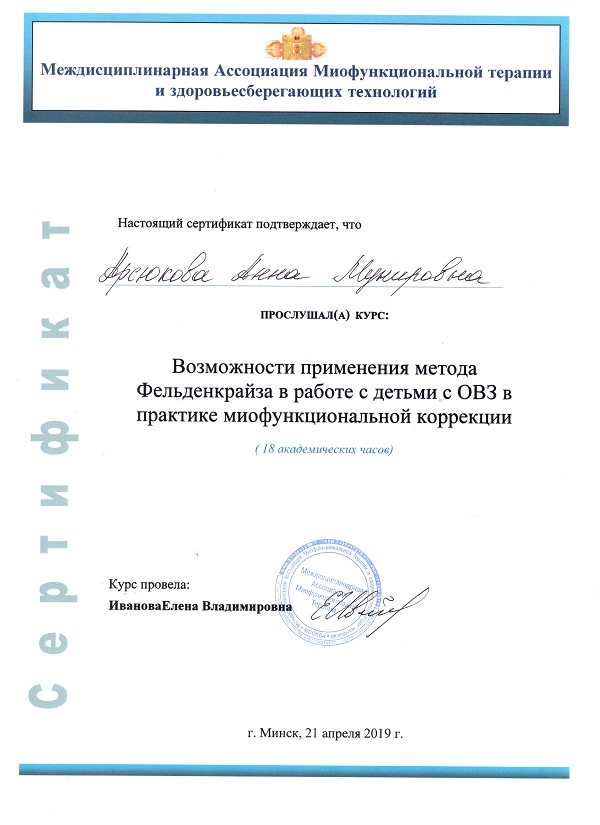 Междисциплинарная Ассоциация Миофункциональной терапии
и здоровьесберегающих технологий
Сертификат
Настоящий сертификат подтверждает, что
Арсюкова Анна Мунировна
ПРОСЛУШАЛ(А) КУРС:
Возможности применения метода
Фельденкрайза в работе с детьми с ОВЗ в
практике миофункциональной коррекции
( 18 академических часов)
Междисциплинарная
Ассоциация
Миофункциональной
Терапии
МОСКВА
Курс провела:
ИвановаЕлена Владимировна
г. Минск, 21 апреля 2019 г.